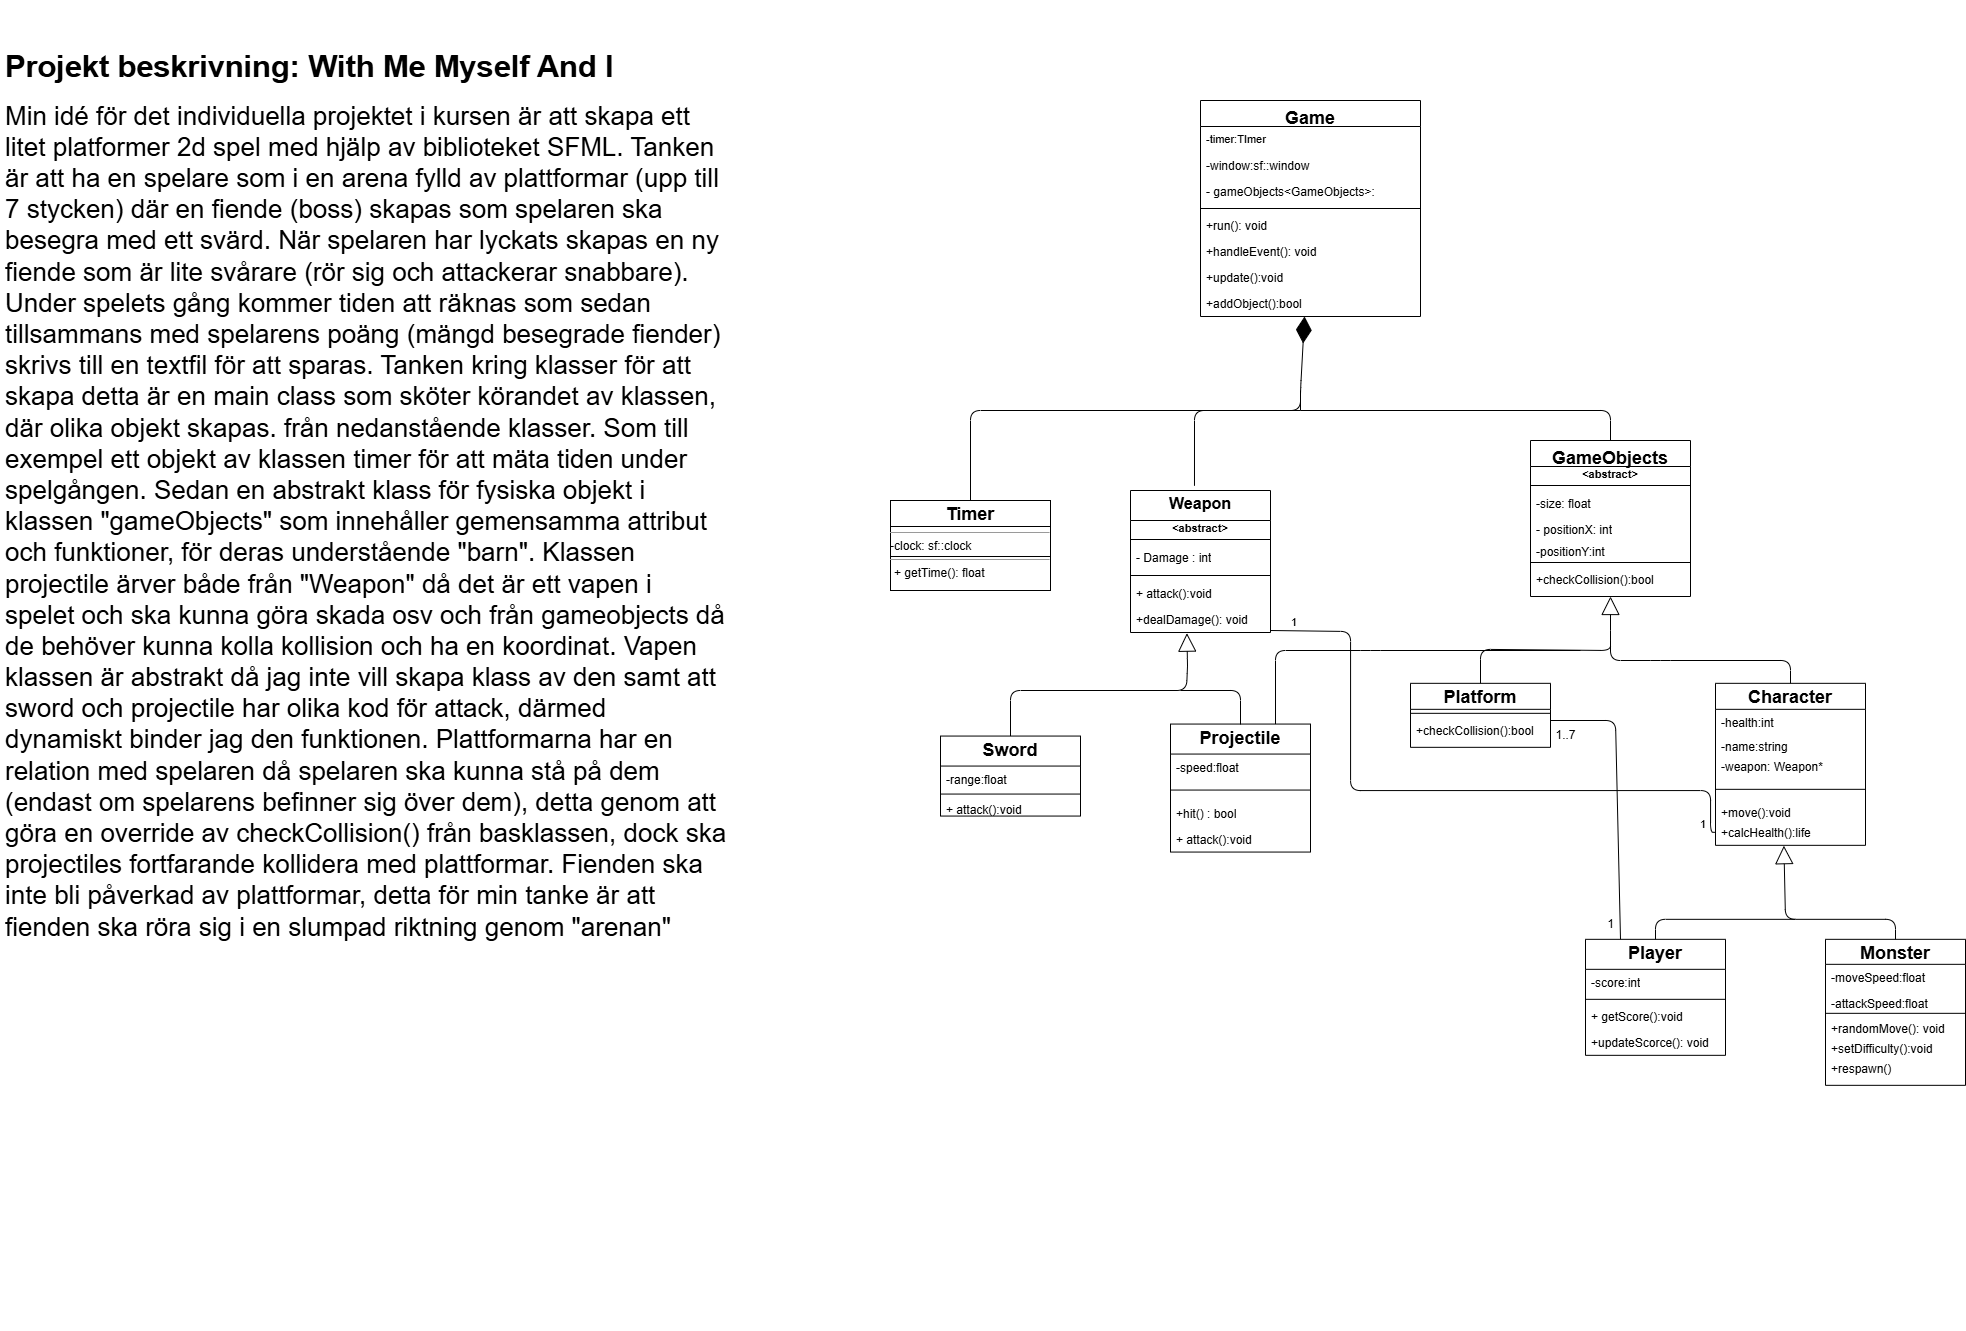 Projekt beskrivning: With Me Myself And I
Min idé för det individuella projektet i kursen är att skapa ett
litet platformer 2d spel med hjälp av biblioteket SFML. Tanken
är att ha en spelare som i en arena fylld av plattformar (upp till
7 stycken) där en fiende (boss) skapas som spelaren ska
besegra med ett svärd. När spelaren har lyckats skapas en ny
fiende som är lite svårare (rör sig och attackerar snabbare).
Under spelets gång kommer tiden att räknas som sedan
tillsammans med spelarens poäng (mängd besegrade fiender)
skrivs till en textfil för att sparas. Tanken kring klasser för att
skapa detta är en main class som sköter körandet av klassen,
där olika objekt skapas. från nedanstående klasser. Som till
exempel ett objekt av klassen timer för att mäta tiden under
spelgången. Sedan en abstrakt klass för fysiska objekt i
klassen "gameObjects" som innehåller gemensamma attribut
och funktioner, för deras understående "barn". Klassen
projectile ärver både från "Weapon" då det är ett vapen i
spelet och ska kunna göra skada osv och från gameobjects då
de behöver kunna kolla kollision och ha en koordinat. Vapen
klassen är abstrakt då jag inte vill skapa klass av den samt att
sword och projectile har olika kod för attack, därmed
dynamiskt binder jag den funktionen. Plattformarna har en
relation med spelaren då spelaren ska kunna stå på dem
(endast om spelarens befinner sig över dem), detta genom att
göra en override av checkCollision() från basklassen, dock ska
projectiles fortfarande kollidera med plattformar. Fienden ska
inte bli påverkad av plattformar, detta för min tanke är att
fienden ska röra sig i en slumpad riktning genom "arenan"
Game
-timer:TImer
-window:sf::window
- gameObjects<GameObjects>:
+run(): void
+handleEvent(): void
+update():void
+addObject():bool
Timer
-clock: sf::clock
+ getTime(): float
Weapon
<abstract>
- Damage : int
+ attack():void
+dealDamage(): void
1
GameObjects
<abstract>
-size: float
- positionX: int
-positionY:int
+checkCollision():bool
Sword
-range:float
+ attack():void
Projectile
-speed:float
+hit() : bool
+ attack():void
Platform
+checkCollision():bool
1..7
Character
-health:int
-name:string
-weapon: Weapon*
+move():void
+calcHealth():life
1
1
Player
-score:int
+ getScore():void
+updateScorce(): void
Monster
-moveSpeed:float
-attackSpeed:float
+randomMove(): void
+setDifficulty():void
+respawn()